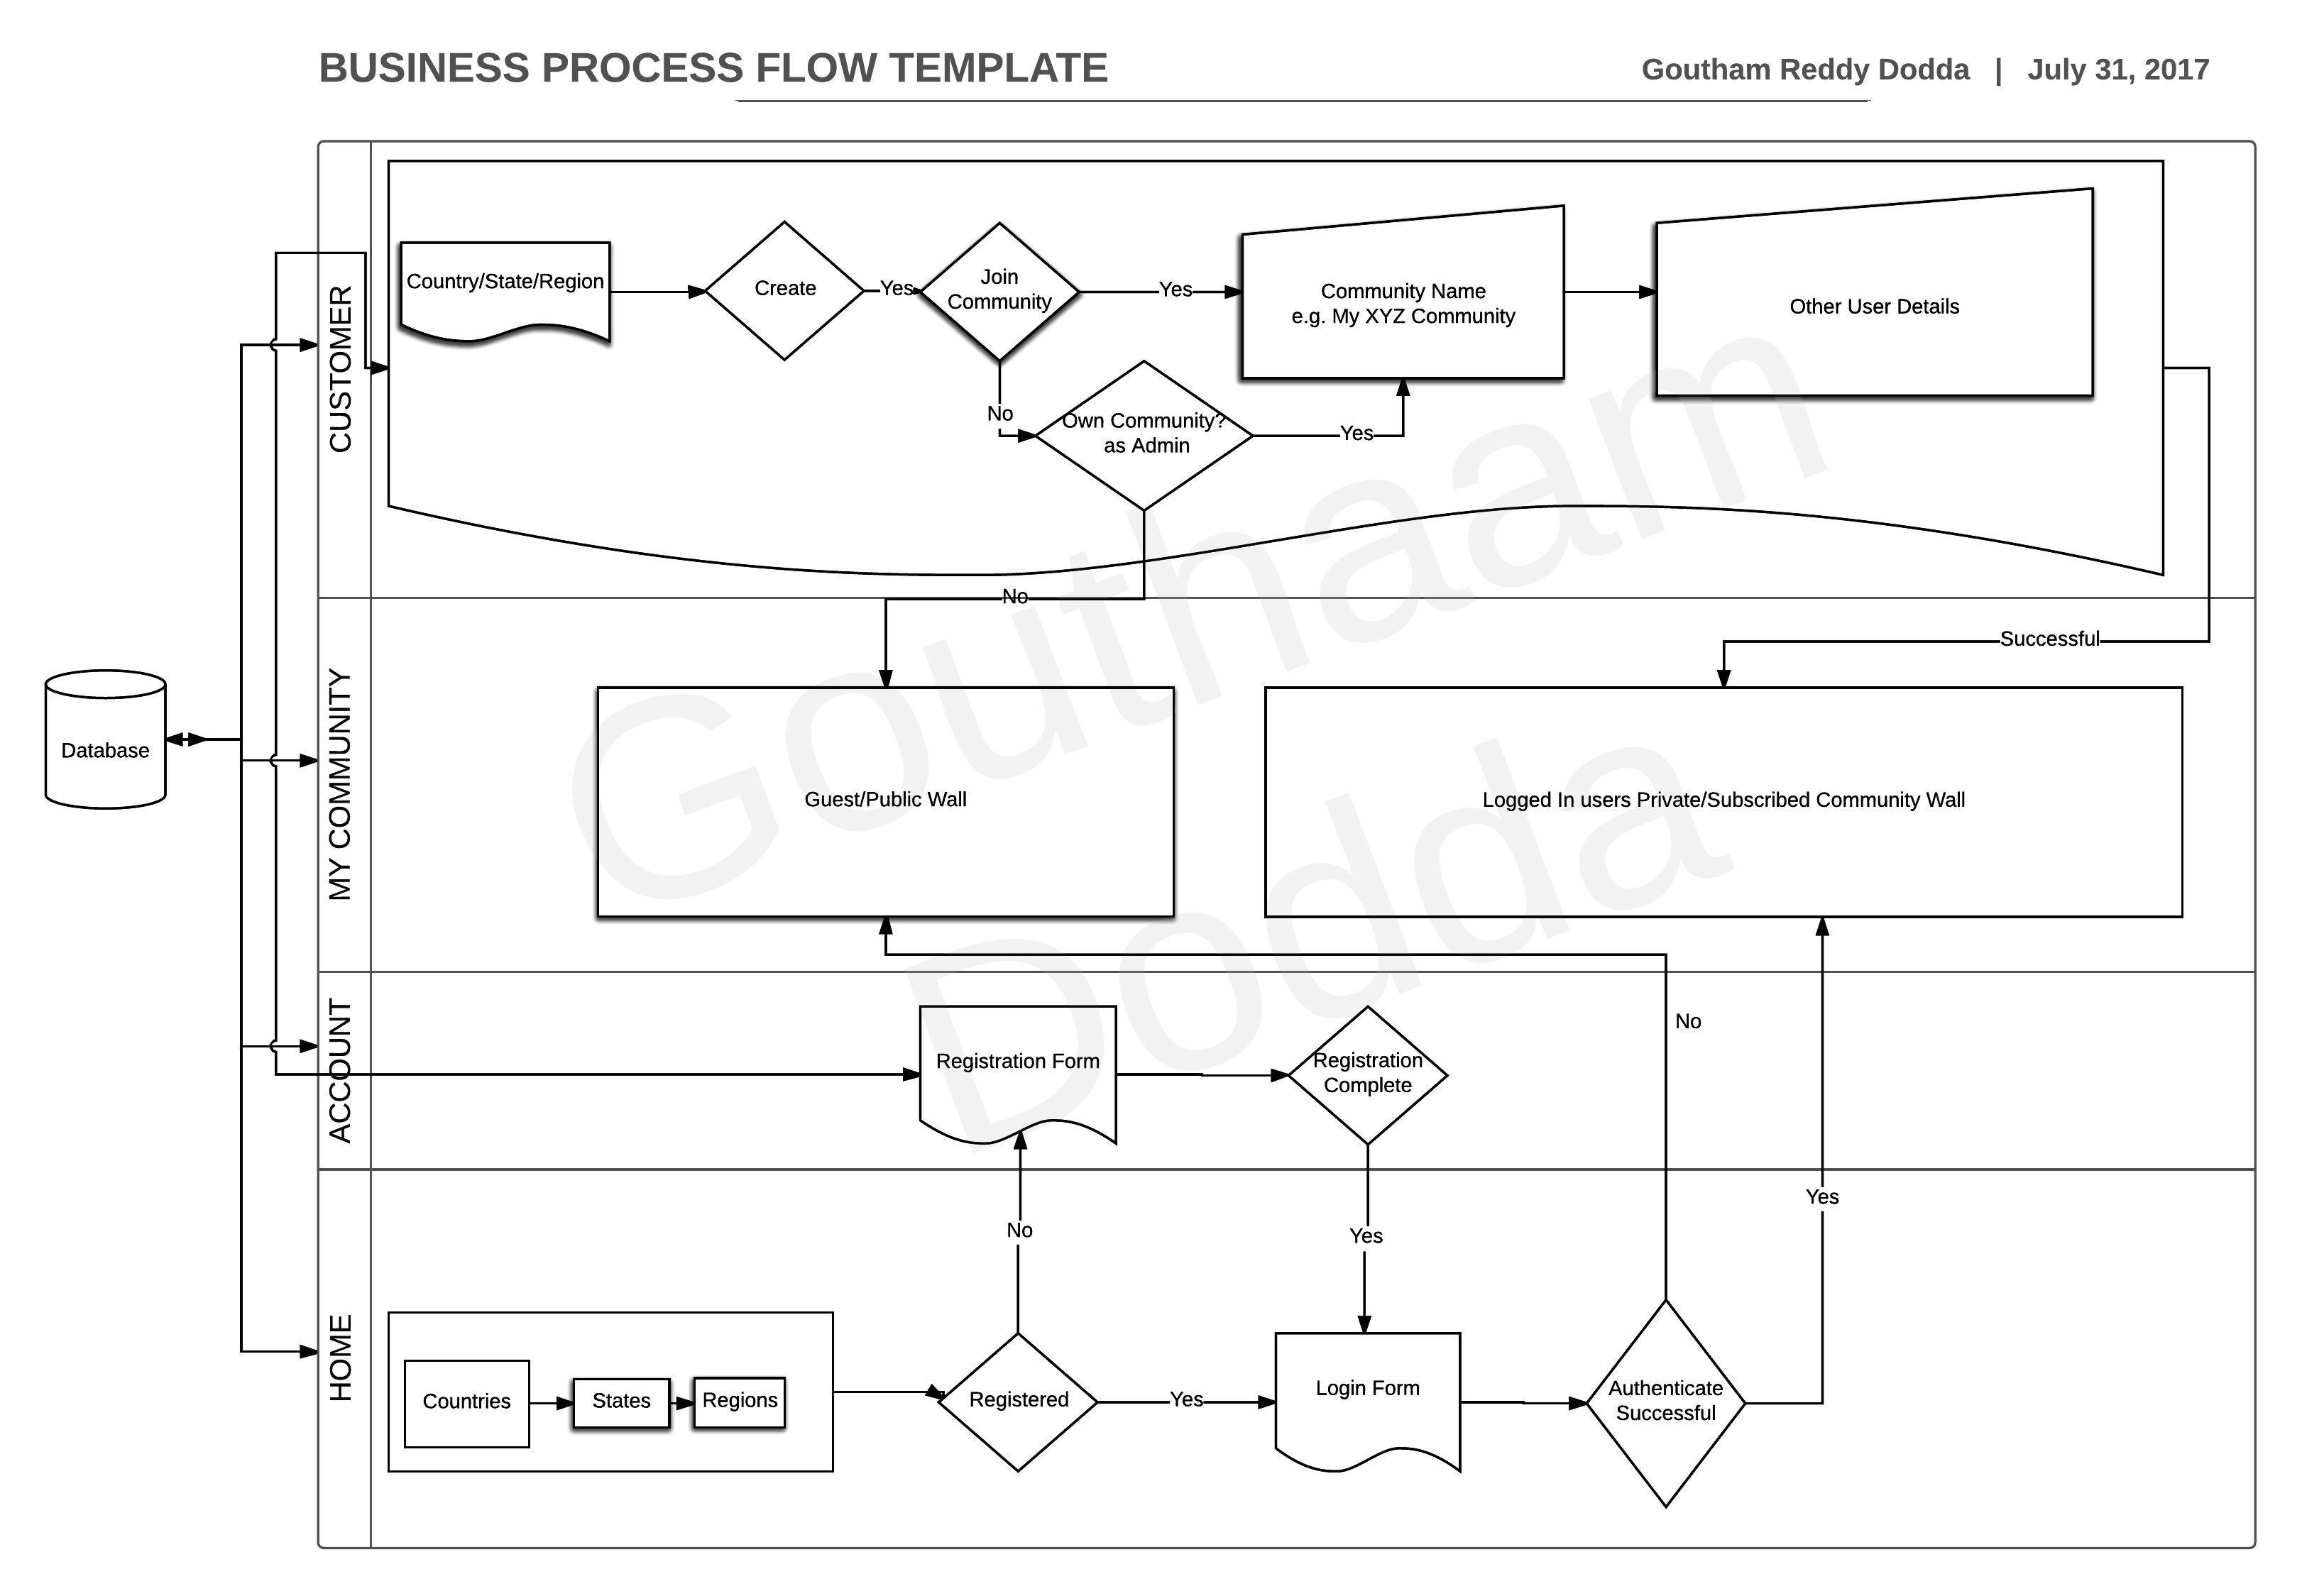 BUSINESS PROCESS FLOW TEMPLATE
Goutham Reddy Dodda | July 31, 2017
CUSTOMER
Country/State/Region
Create
Yes
Join
Community
Yes
Community Name
e.g. My XYZ Community
Other User Details
No
Own Community?
as Admin
Yes
No
Successful
MY COMMUNITY
Database
Guest/Public Wall
Logged In users Private/Subscribed Community Wall
Gouthaam
Dodda
ACCOUNT
Registration Form
Registration
Complete
No
Yes
No
Yes
HOME
Countries
States
Regions
Registered
Yes
Login Form
Authenticate
Successful